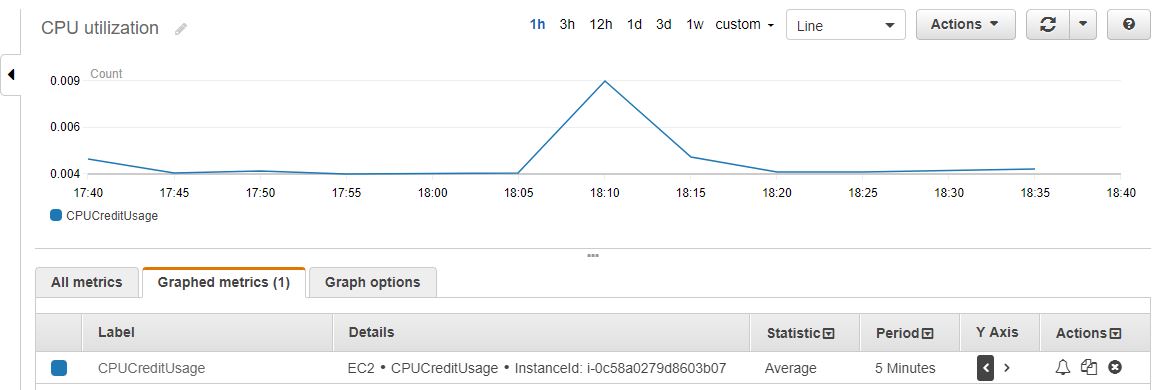 CPU utilization 1h 3h 12h 1d 3d 1w custom Line Actions
Count
0.009
0.006
0.004
17:40 17:45 17:50 17:55 18:00 18:05 18:10 18:15 18:20 18:25 18:30 18:35 18:40
CPUCreditUsage
All metrics Graphed metrics (1) Graph options
Label Details Statistic Period Y Axis Actions
CPUCreditUsage EC2 • CPUCreditUsage • InstanceId: i-0c58a0279d8603b07 Average 5 Minutes